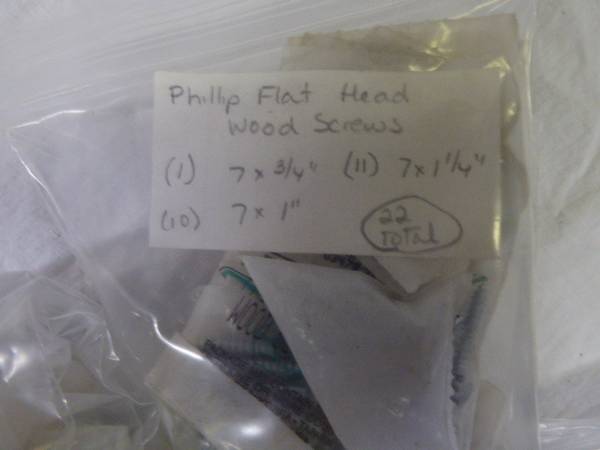 Phillip Flat Head
Wood Screws
(1) 7 x 3/4" (11) 7 x 1 1/4"
(10) 7 x 1"
22
Total
WOOD